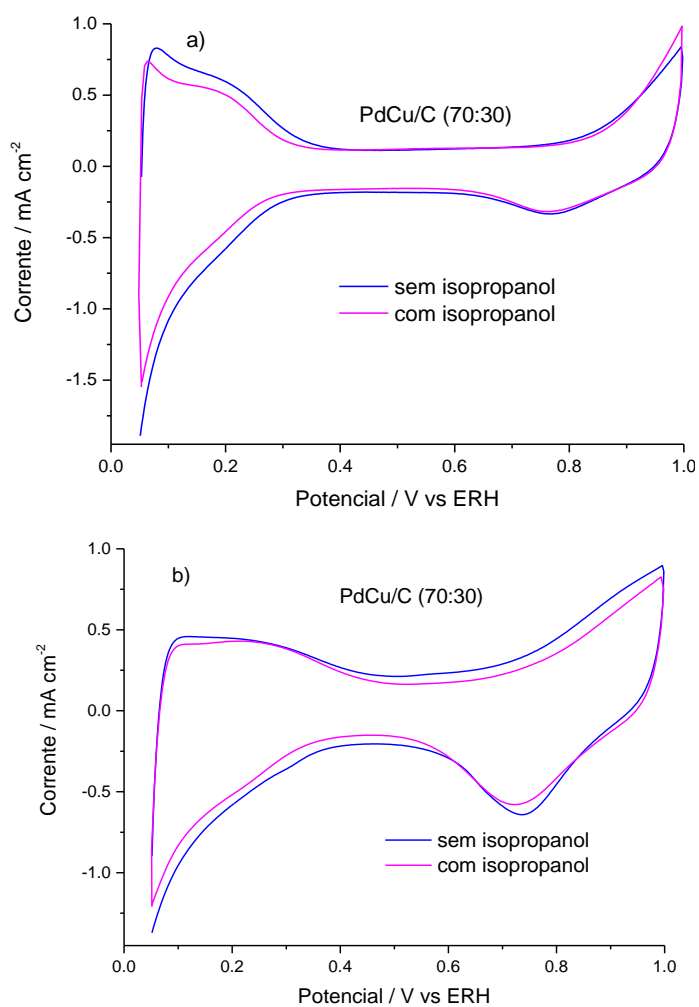 a)
PdCu/C (70:30)
sem isopropanol
com isopropanol
1.0
0.5
0.0
-0.5
-1.0
-1.5
Corrente / mA cm-2
0.0 0.2 0.4 0.6 0.8 1.0
Potencial / V vs ERH
b)
PdCu/C (70:30)
sem isopropanol
com isopropanol
1.0
0.5
0.0
-0.5
-1.0
Corrente / mA cm-2
0.0 0.2 0.4 0.6 0.8 1.0
Potencial / V vs ERH